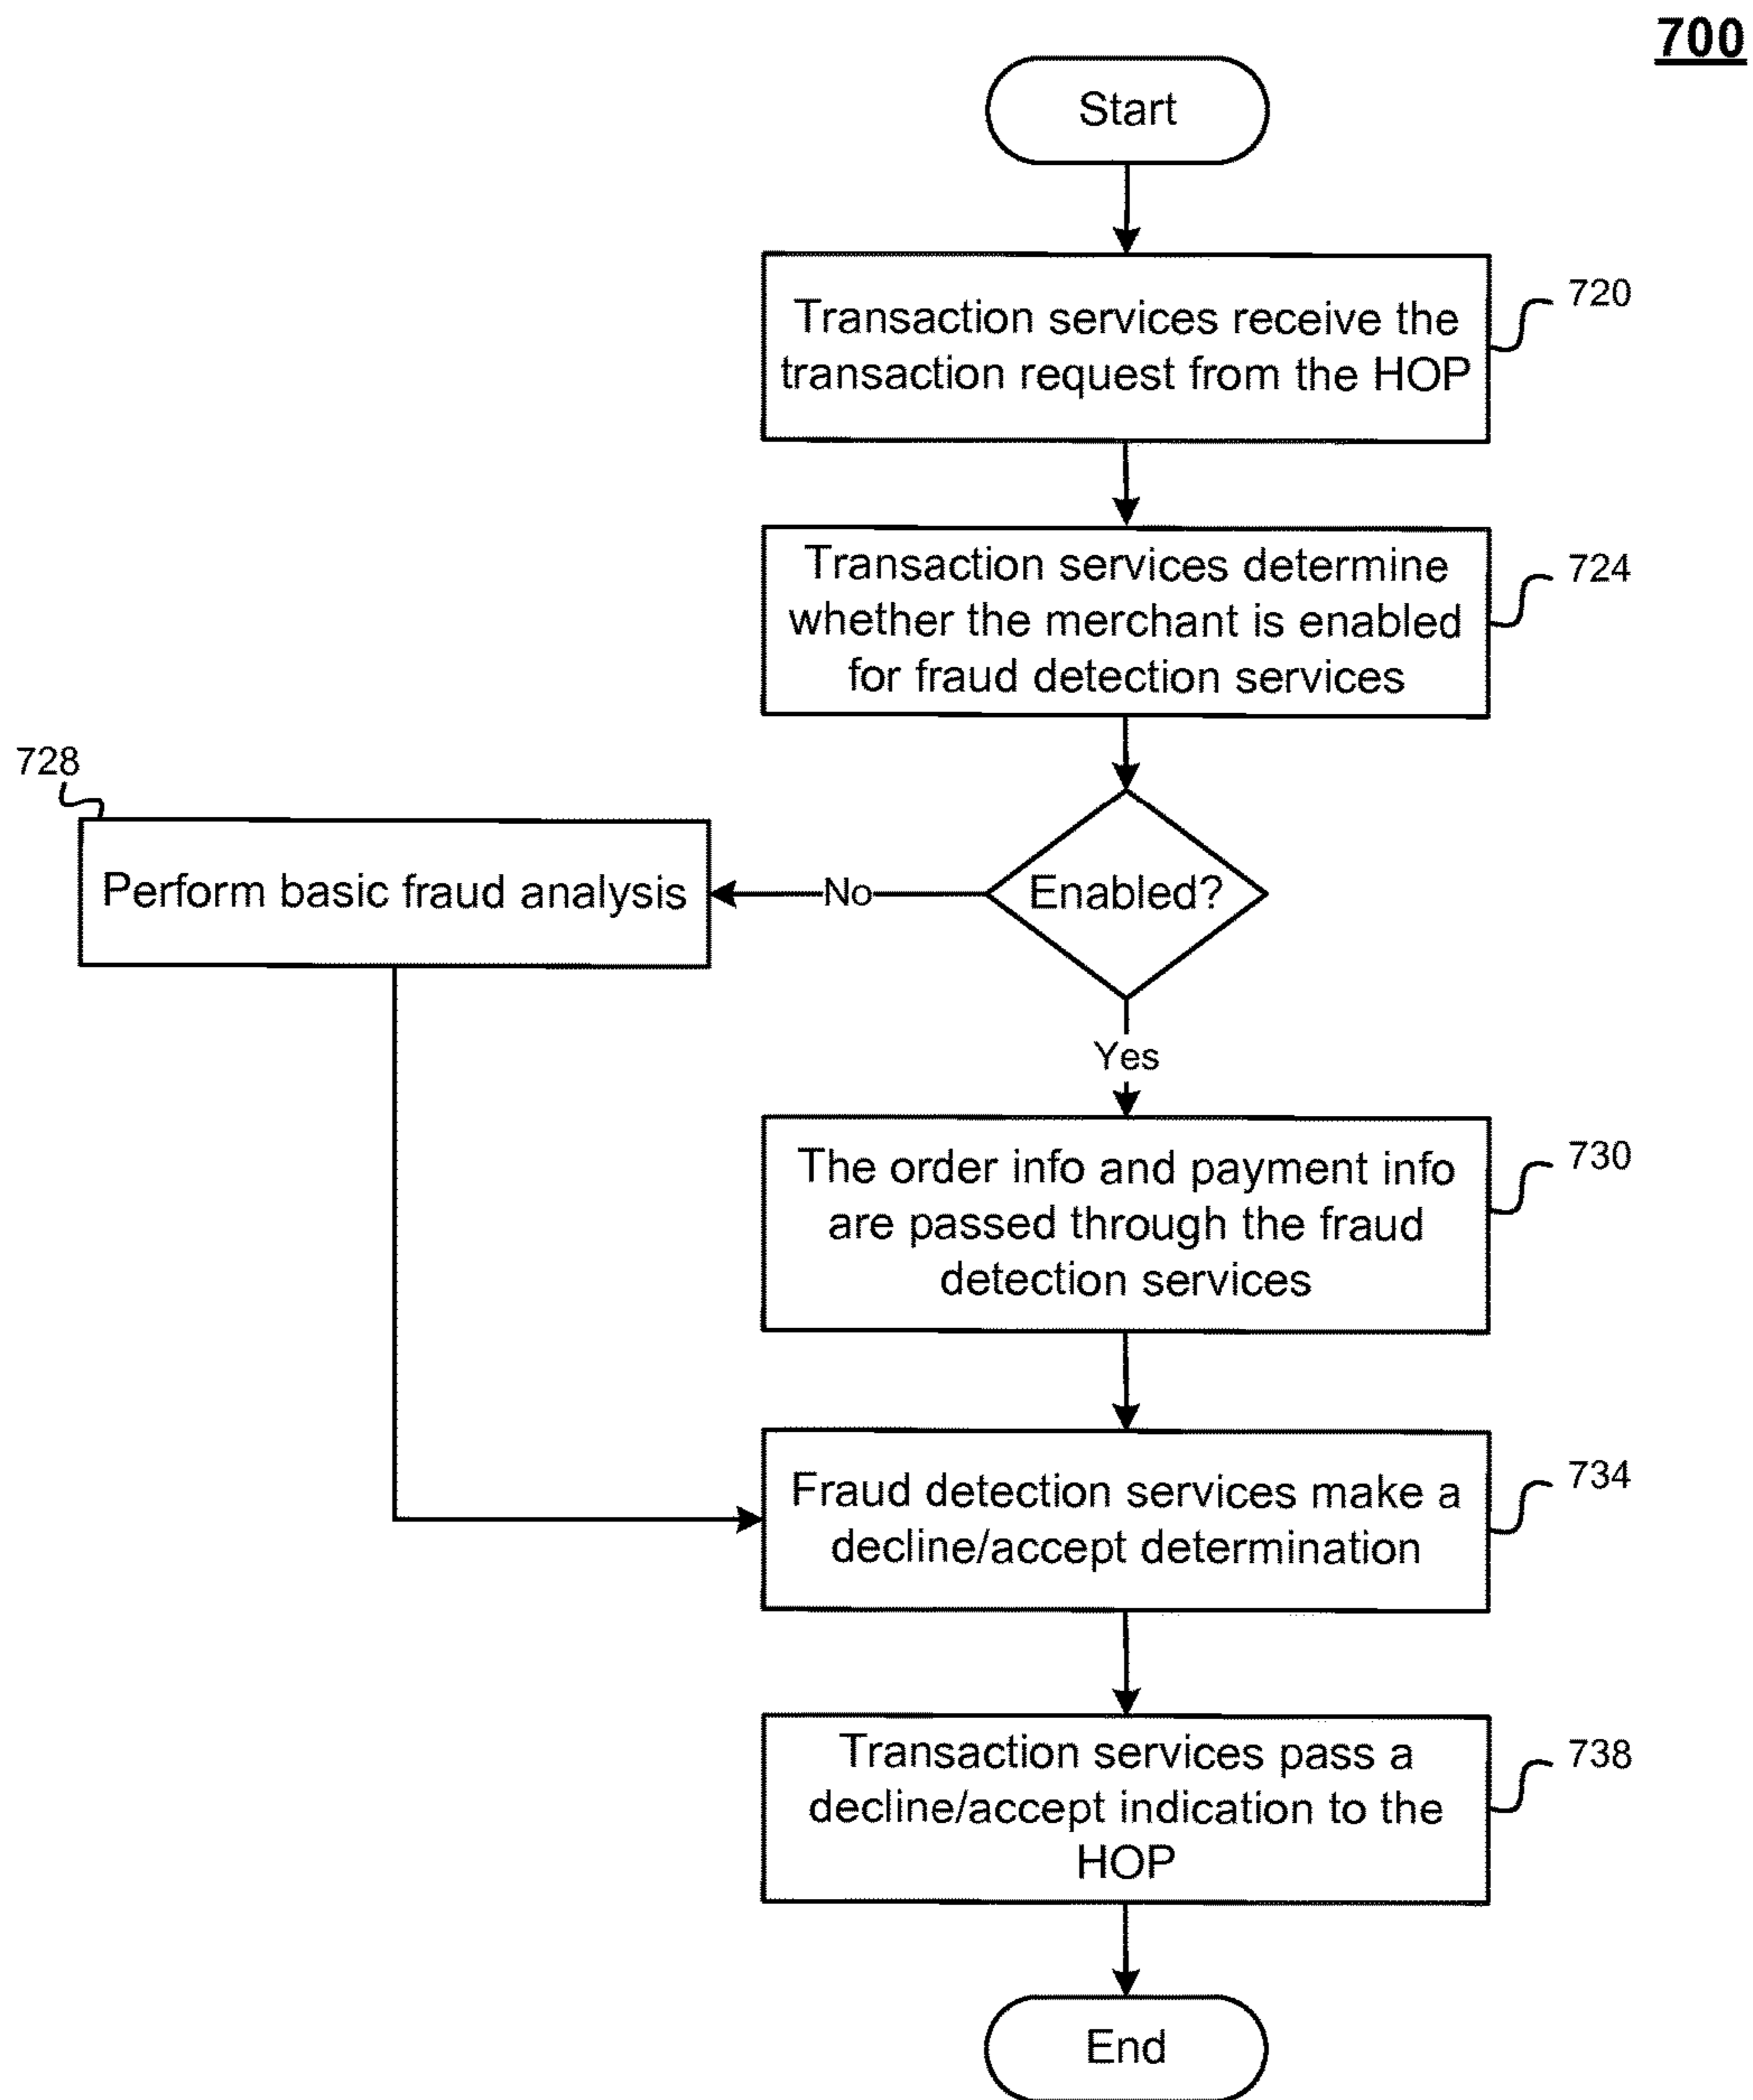 700
Start
Transaction services receive the
transaction request from the HOP
720
Transaction services determine
whether the merchant is enabled
for fraud detection services
724
728
Perform basic fraud analysis
No
Enabled?
Yes
The order info and payment info
are passed through the fraud
detection services
730
Fraud detection services make a
decline/accept determination
734
Transaction services pass a
decline/accept indication to the
HOP
738
End